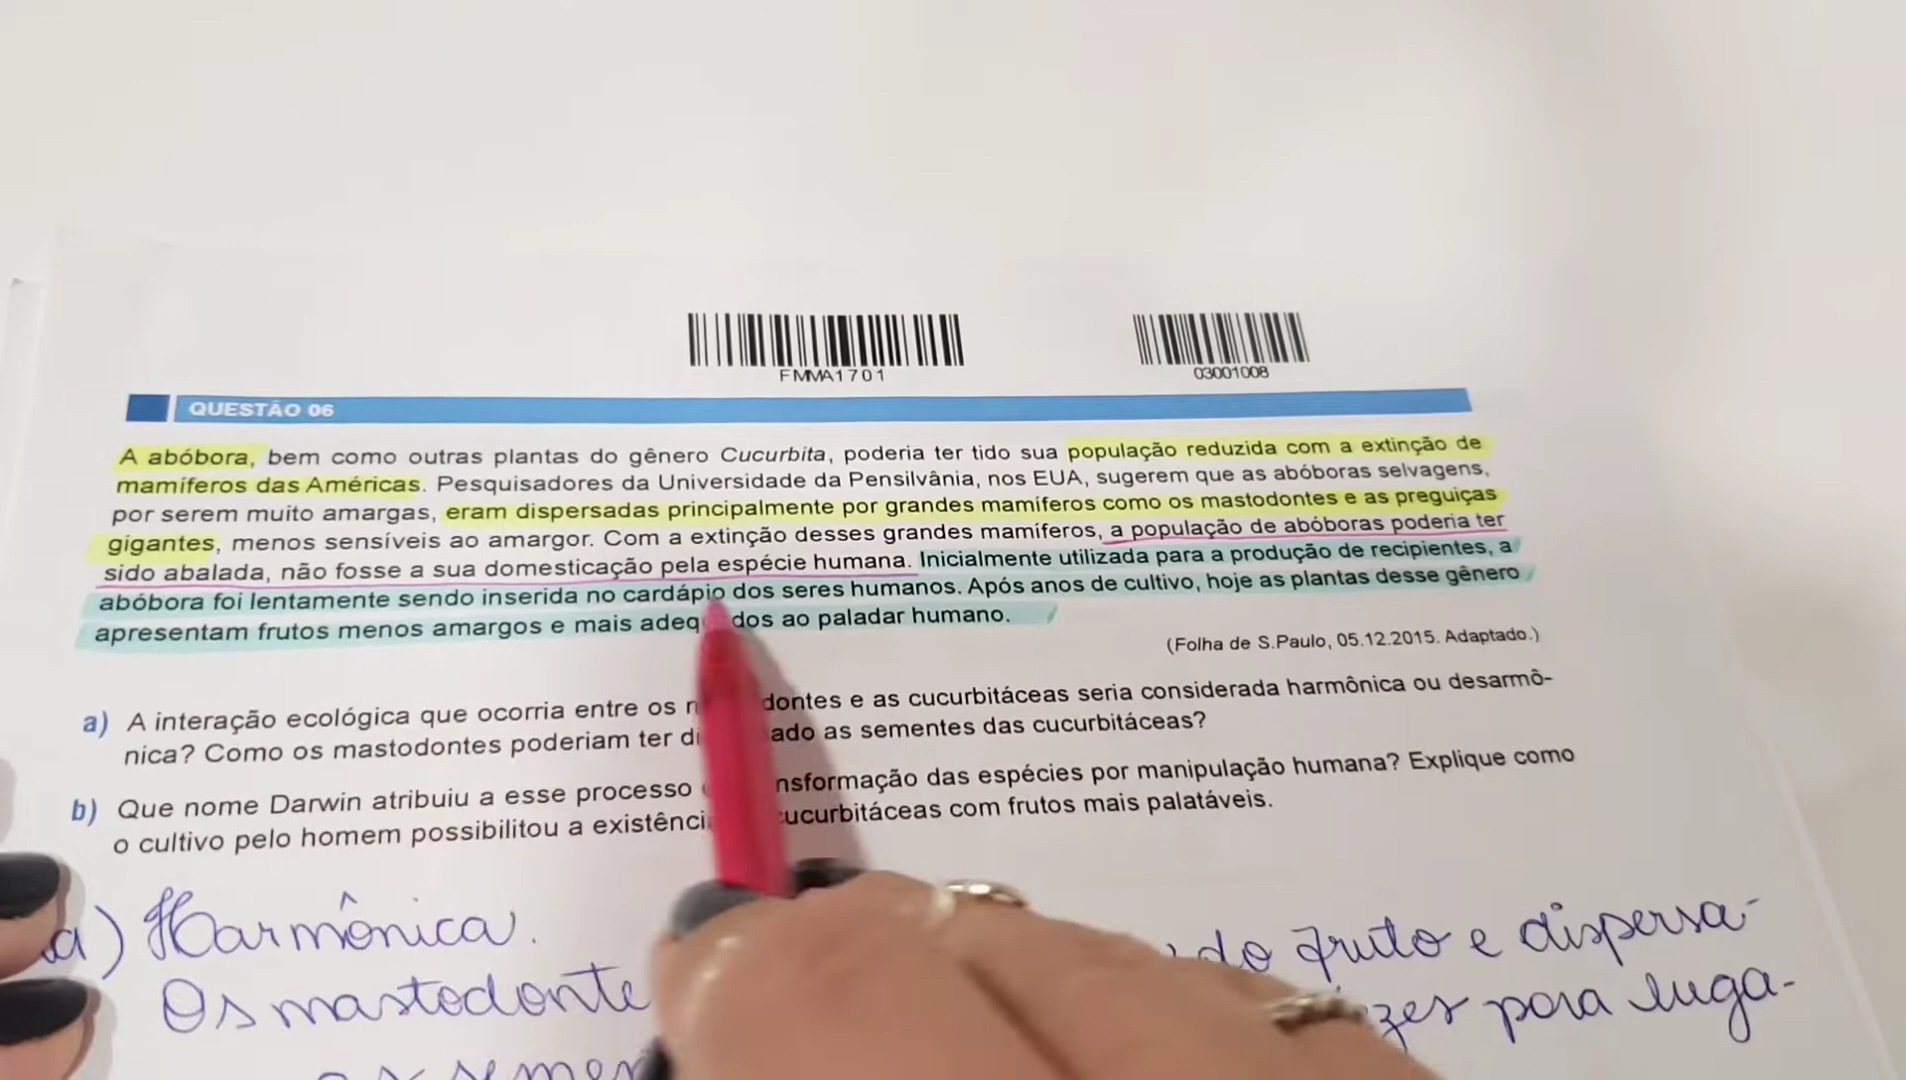 FMMA1701
03001008
QUESTÃO 06
A abóbora, bem como outras plantas do gênero Cucurbita, poderia ter tido sua população reduzida com a extinção de
mamíferos das Américas. Pesquisadores da Universidade da Pensilvânia, nos EUA, sugerem que as abóboras selvagens,
por serem muito amargas, eram dispersadas principalmente por grandes mamíferos como os mastodontes e as preguiças
gigantes, menos sensíveis ao amargor. Com a extinção desses grandes mamíferos, a população de abóboras poderia ter
sido abalada, não fosse a sua domesticação pela espécie humana. Inicialmente utilizada para a produção de recipientes, a
abóbora foi lentamente sendo inserida no cardápio dos seres humanos. Após anos de cultivo, hoje as plantas desse gênero
apresentam frutos menos amargos e mais adeq dos ao paladar humano.
(Folha de S.Paulo, 05.12.2015. Adaptado.)
a) A interação ecológica que ocorria entre os dontes e as cucurbitáceas seria considerada harmônica ou desarmô-
nica? Como os mastodontes poderiam ter di ado as sementes das cucurbitáceas?
b) Que nome Darwin atribuiu a esse processo nsformação das espécies por manipulação humana? Explique como
o cultivo pelo homem possibilitou a existênci ucurbitáceas com frutos mais palatáveis.
a) Harmônica.
Os mastodonte do fruto e dispersa-
zes para luga-